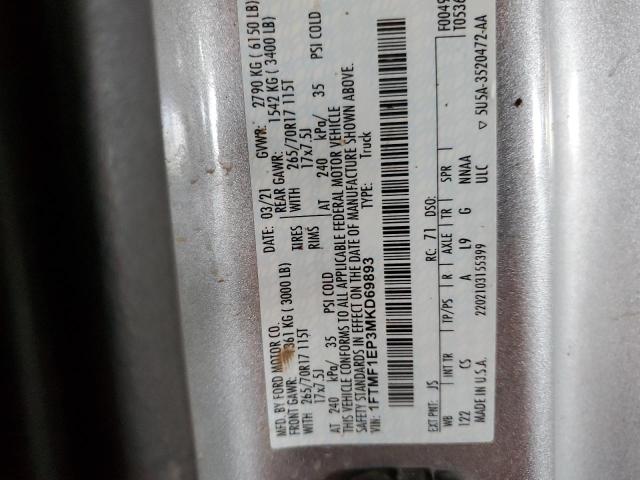 MFD. BY FORD MOTOR CO.
DATE: 03/21 GVWR: 2790 KG ( 6150 LB)
FRONT GAWR: 1361 KG ( 3000 LB) REAR GAWR: 1542 KG ( 3400 LB)
WITH 265/70R17 115T TIRES WITH 265/70R17 115T
17x7.5J RIMS 17x7.5J
AT 240 kPa/ 35 PSI COLD AT 240 kPa/ 35 PSI COLD
THIS VEHICLE CONFORMS TO ALL APPLICABLE FEDERAL MOTOR VEHICLE
SAFETY STANDARDS IN EFFECT ON THE DATE OF MANUFACTURE SHOWN ABOVE.
VIN: 1FTMF1EP3MKD69893 Truck
F0049
T0536
EXT PNT: JS RC: 71 DSO:
WB INT TR TP/PS R AXLE TR SPR
122 CS A L9 G NNAA
MADE IN U.S.A. 2202103155399 ULC
5U5A-3520472-AA